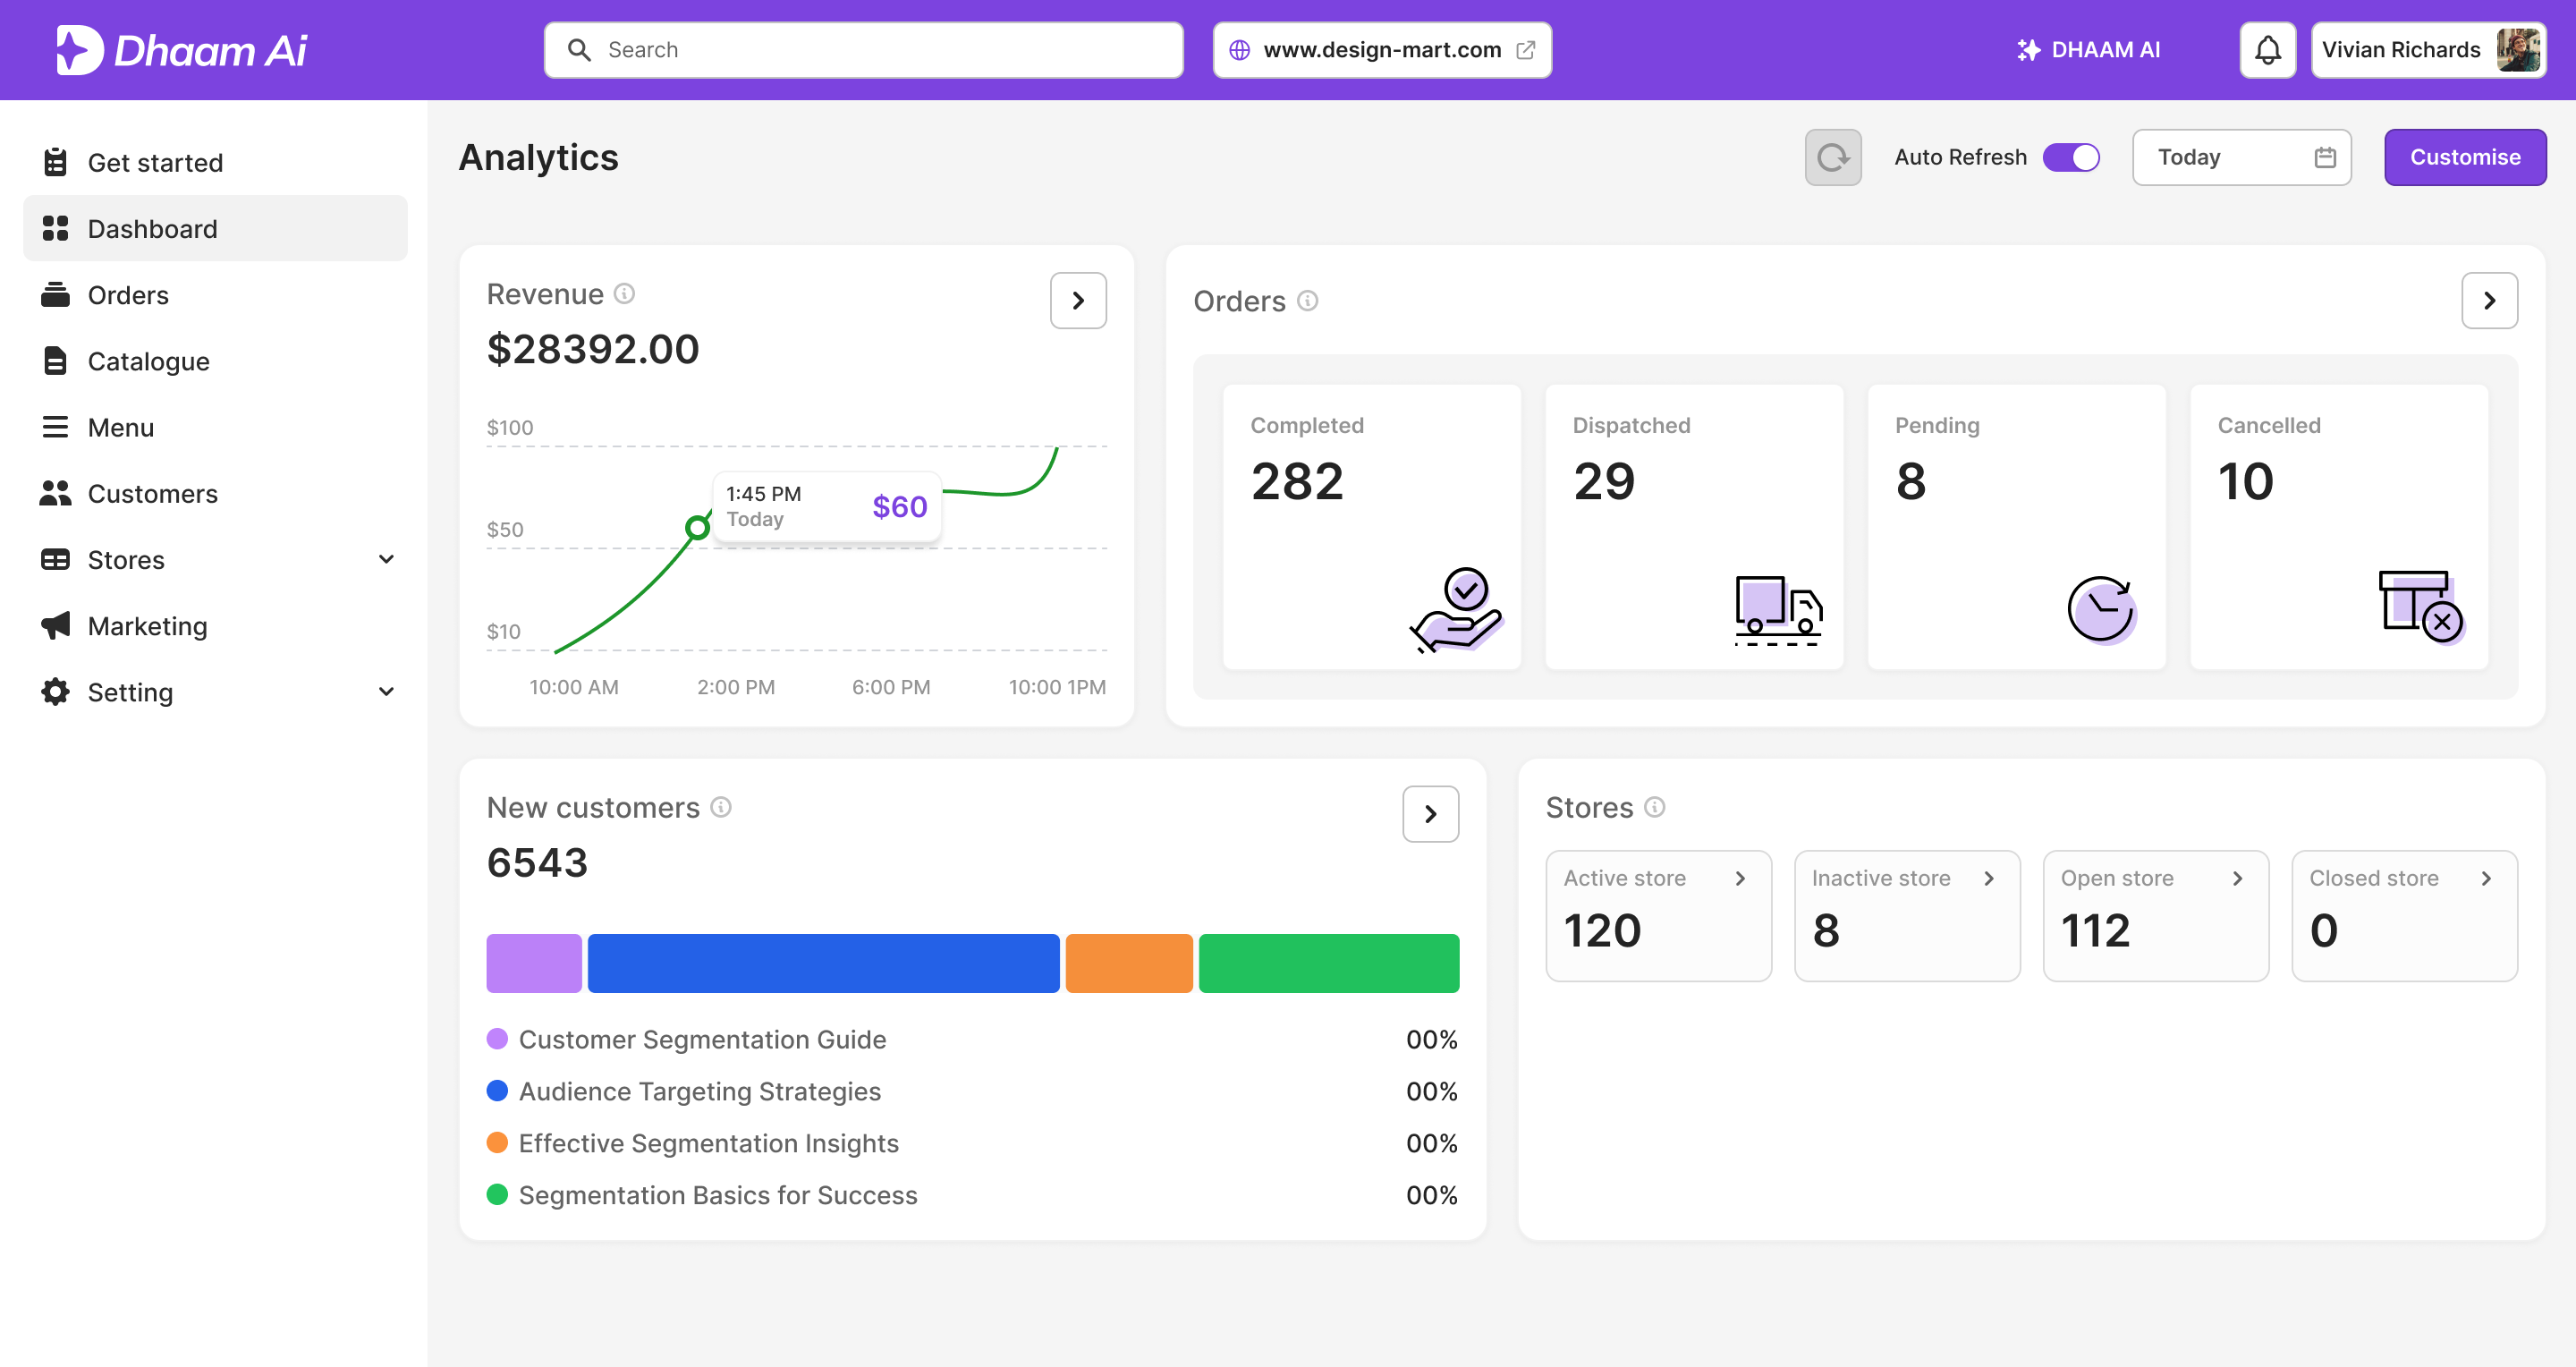 Dhaam Ai
Search
www.design-mart.com
DHAAM AI
Vivian Richards
Get started
Dashboard
Orders
Catalogue
Menu
Customers
Stores
Marketing
Setting
Analytics
Auto Refresh
Today
Customise
Revenue
$28392.00
$100
$50
$10
1:45 PM
Today
$60
10:00 AM
2:00 PM
6:00 PM
10:00 1PM
Orders
Completed
282
Dispatched
29
Pending
8
Cancelled
10
New customers
6543
Customer Segmentation Guide 00%
Audience Targeting Strategies 00%
Effective Segmentation Insights 00%
Segmentation Basics for Success 00%
Stores
Active store
120
Inactive store
8
Open store
112
Closed store
0